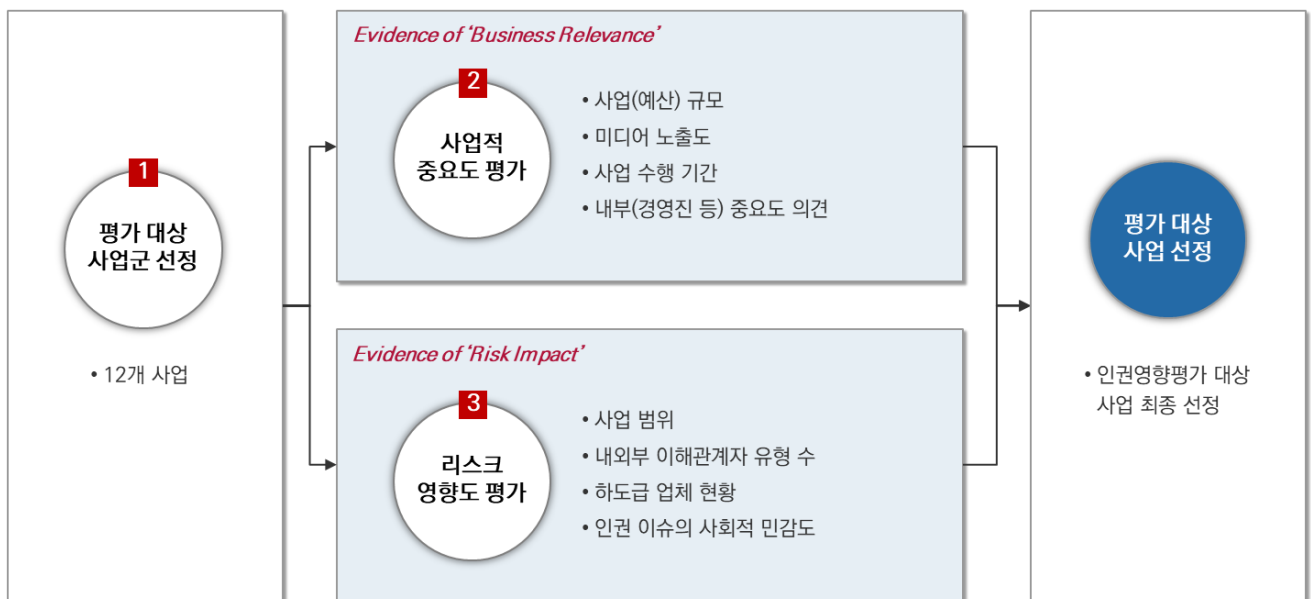 1
평가 대상
사업군 선정
• 12개 사업
Evidence of ‘Business Relevance’
2
사업적
중요도 평가
• 사업(예산) 규모
• 미디어 노출도
• 사업 수행 기간
• 내부(경영진 등) 중요도 의견
Evidence of ‘Risk Impact’
3
리스크
영향도 평가
• 사업 범위
• 내외부 이해관계자 유형 수
• 하도급 업체 현황
• 인권 이슈의 사회적 민감도
평가 대상
사업 선정
• 인권영향평가 대상
사업 최종 선정